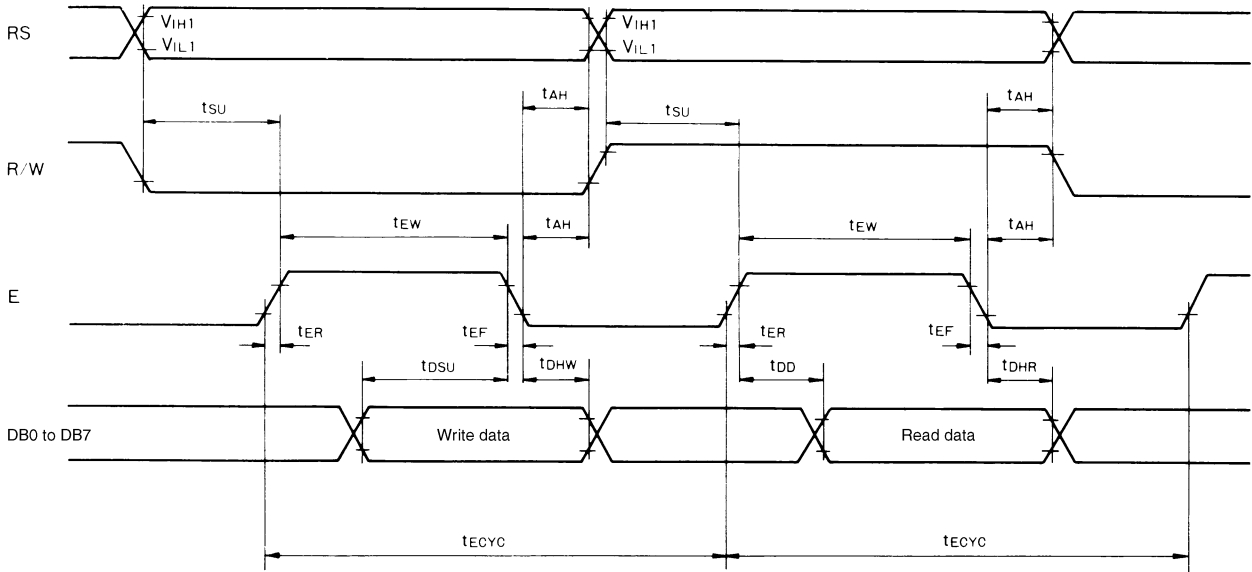 RS
VIH1
VIL1
VIH1
VIL1
tSU
tAH
tSU
tAH
R/W
tEW
tAH
tEW
tAH
E
tER
tEF
tER
tEF
tDSU
tDHW
tDD
tDHR
DB0 to DB7
Write data
Read data
tECYC
tECYC